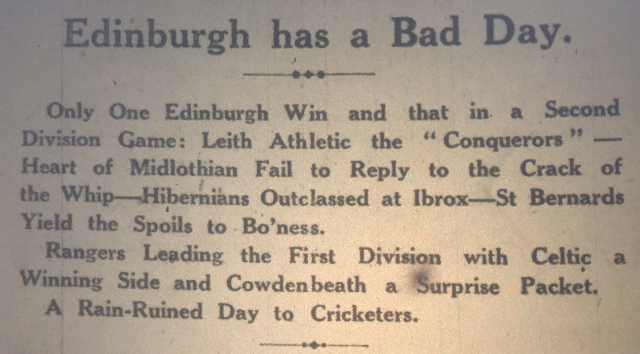 Edinburgh has a Bad Day.
Only One Edinburgh Win and that in a Second
Division Game: Leith Athletic the "Conquerors" —
Heart of Midlothian Fail to Reply to the Crack of
the Whip—Hibernians Outclassed at Ibrox—St Bernards
Yield the Spoils to Bo'ness.
Rangers Leading the First Division with Celtic a
Winning Side and Cowdenbeath a Surprise Packet.
A Rain-Ruined Day to Cricketers.